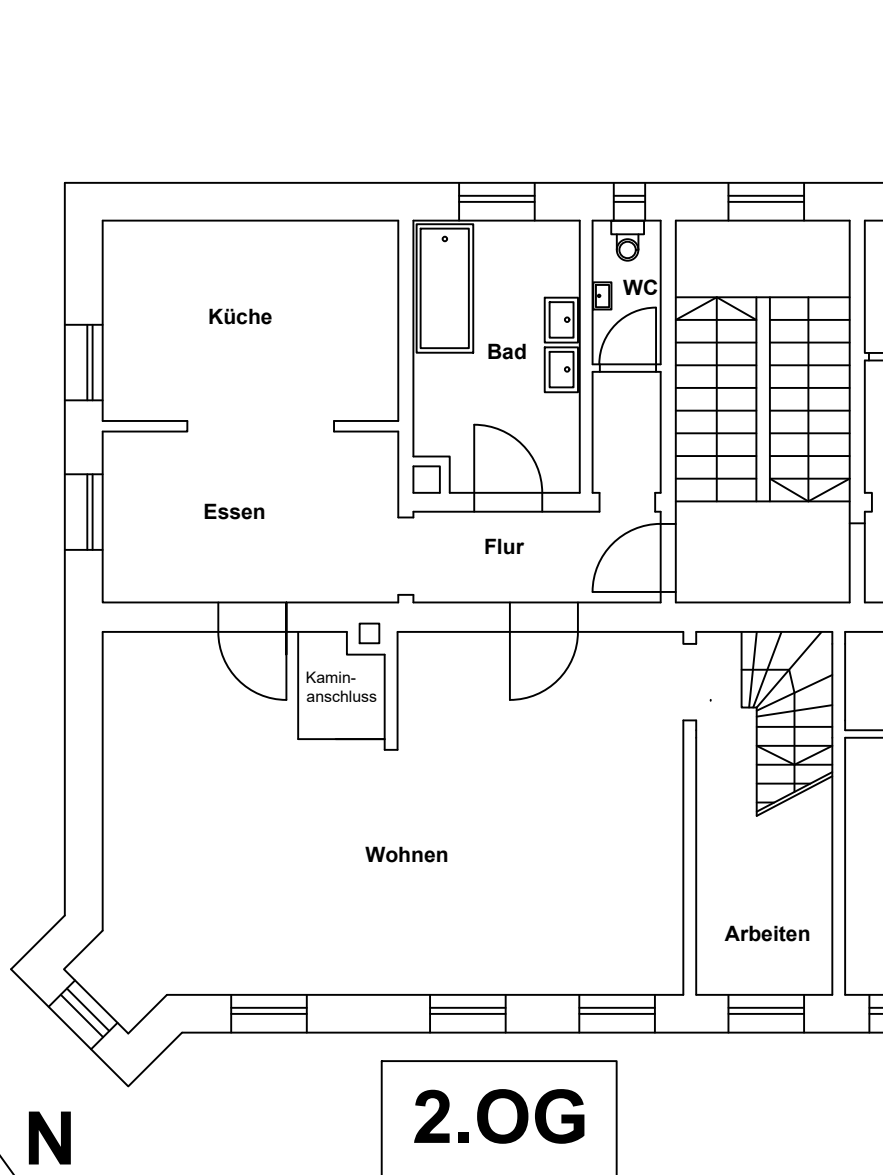 WC
Küche
Bad
Essen
Flur
Kamin-
anschluss
Wohnen
Arbeiten
2.OG
N